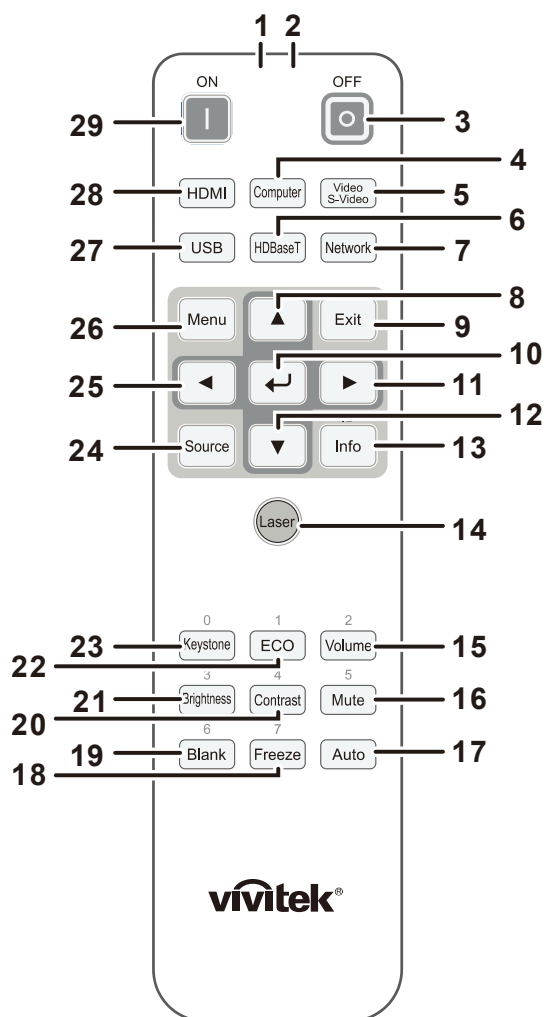 1 2
ON OFF
29 3
4
28 HDMI Computer Video
S-Video 5
6
27 USB HDBaseT Network 7
8
26 Menu Exit 9
10
25 11
12
24 Source Info 13
Laser 14
0 1 2
23 Keystone ECO Volume 15
22
3 4 5
21 Brightness Contrast Mute 16
20
6 7
19 Blank Freeze Auto 17
18
vivitek®